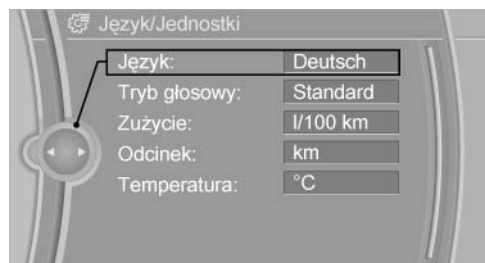 Język/Jednostki
Język: Deutsch
Tryb głosowy: Standard
Zużycie: l/100 km
Odcinek: km
Temperatura: °C